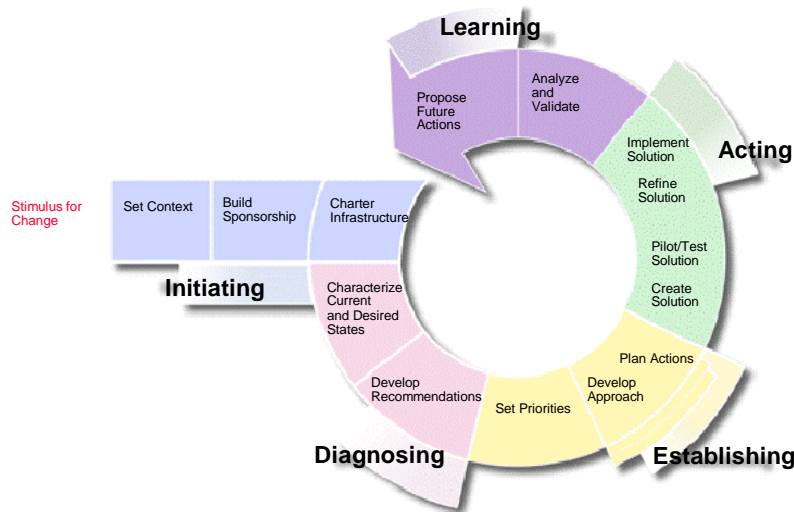 Learning
Propose
Future
Actions
Analyze
and
Validate
Acting
Implement
Solution
Refine
Solution
Pilot/Test
Solution
Create
Solution
Stimulus for
Change
Set Context
Build
Sponsorship
Charter
Infrastructure
Initiating
Characterize
Current
and Desired
States
Develop
Recommendations
Diagnosing
Set Priorities
Develop
Approach
Plan Actions
Establishing